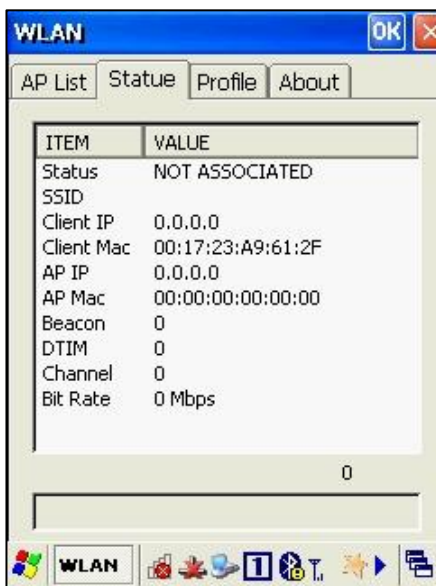 WLAN OK
AP List Statue Profile About
ITEM VALUE
Status NOT ASSOCIATED
SSID
Client IP 0.0.0.0
Client Mac 00:17:23:A9:61:2F
AP IP 0.0.0.0
AP Mac 00:00:00:00:00:00
Beacon 0
DTIM 0
Channel 0
Bit Rate 0 Mbps
0
WLAN 1